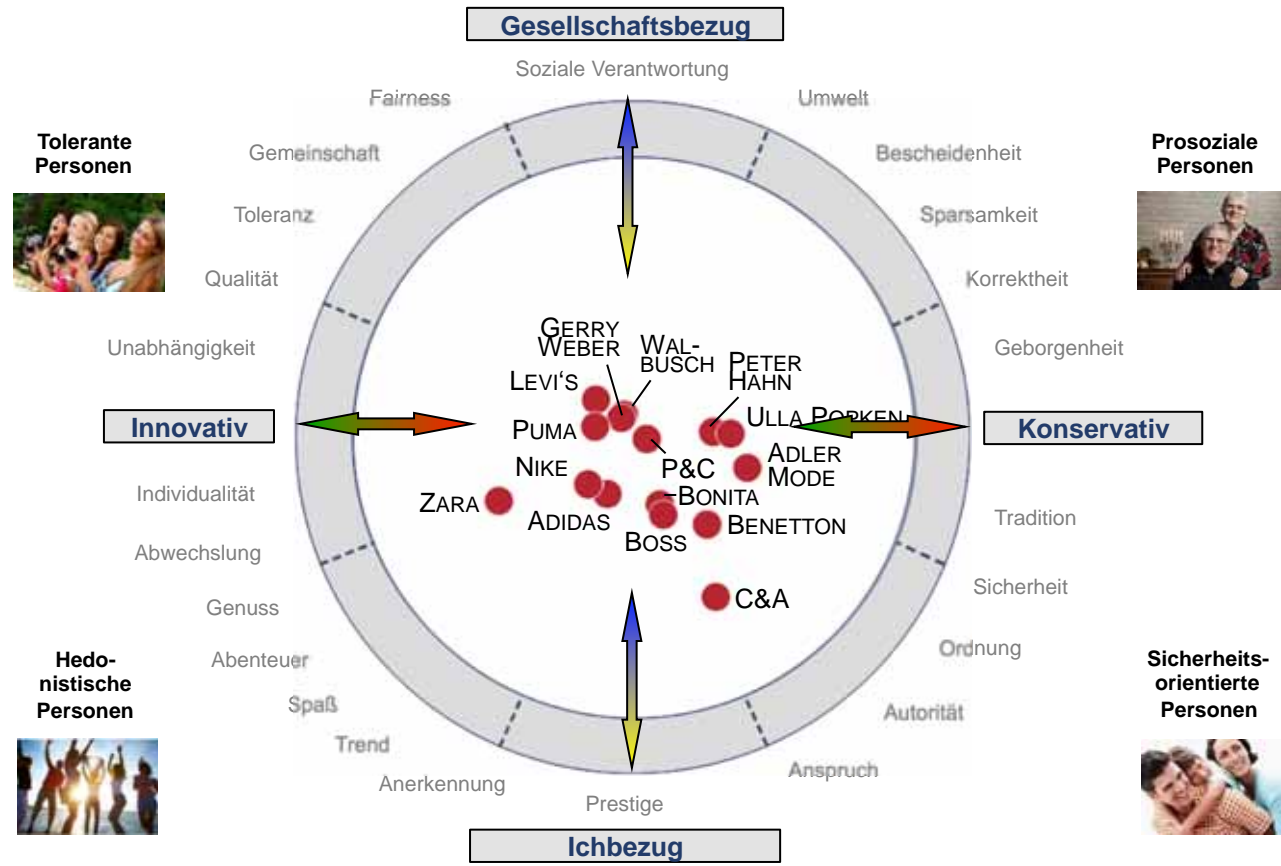 Gesellschaftsbezug
Soziale Verantwortung
Fairness
Umwelt
Tolerante
Personen
Gemeinschaft
Bescheidenheit
Prosoziale
Personen
Toleranz
Sparsamkeit
Qualität
Korrektheit
Unabhängigkeit
Geborgenheit
GERRY
WEBER
WAL-
BUSCH
PETER
HAHN
LEVI'S
ULLA POPKEN
Innovativ
PUMA
Konservativ
P&C
ADLER
MODE
NIKE
BONITA
Individualität
ZARA
ADIDAS
BOSS
BENETTON
Tradition
Abwechslung
Sicherheit
C&A
Genuss
Ordnung
Abenteuer
Hedo-
nistische
Personen
Sicherheits-
orientierte
Personen
Spaß
Autorität
Trend
Anerkennung
Anspruch
Prestige
Ichbezug